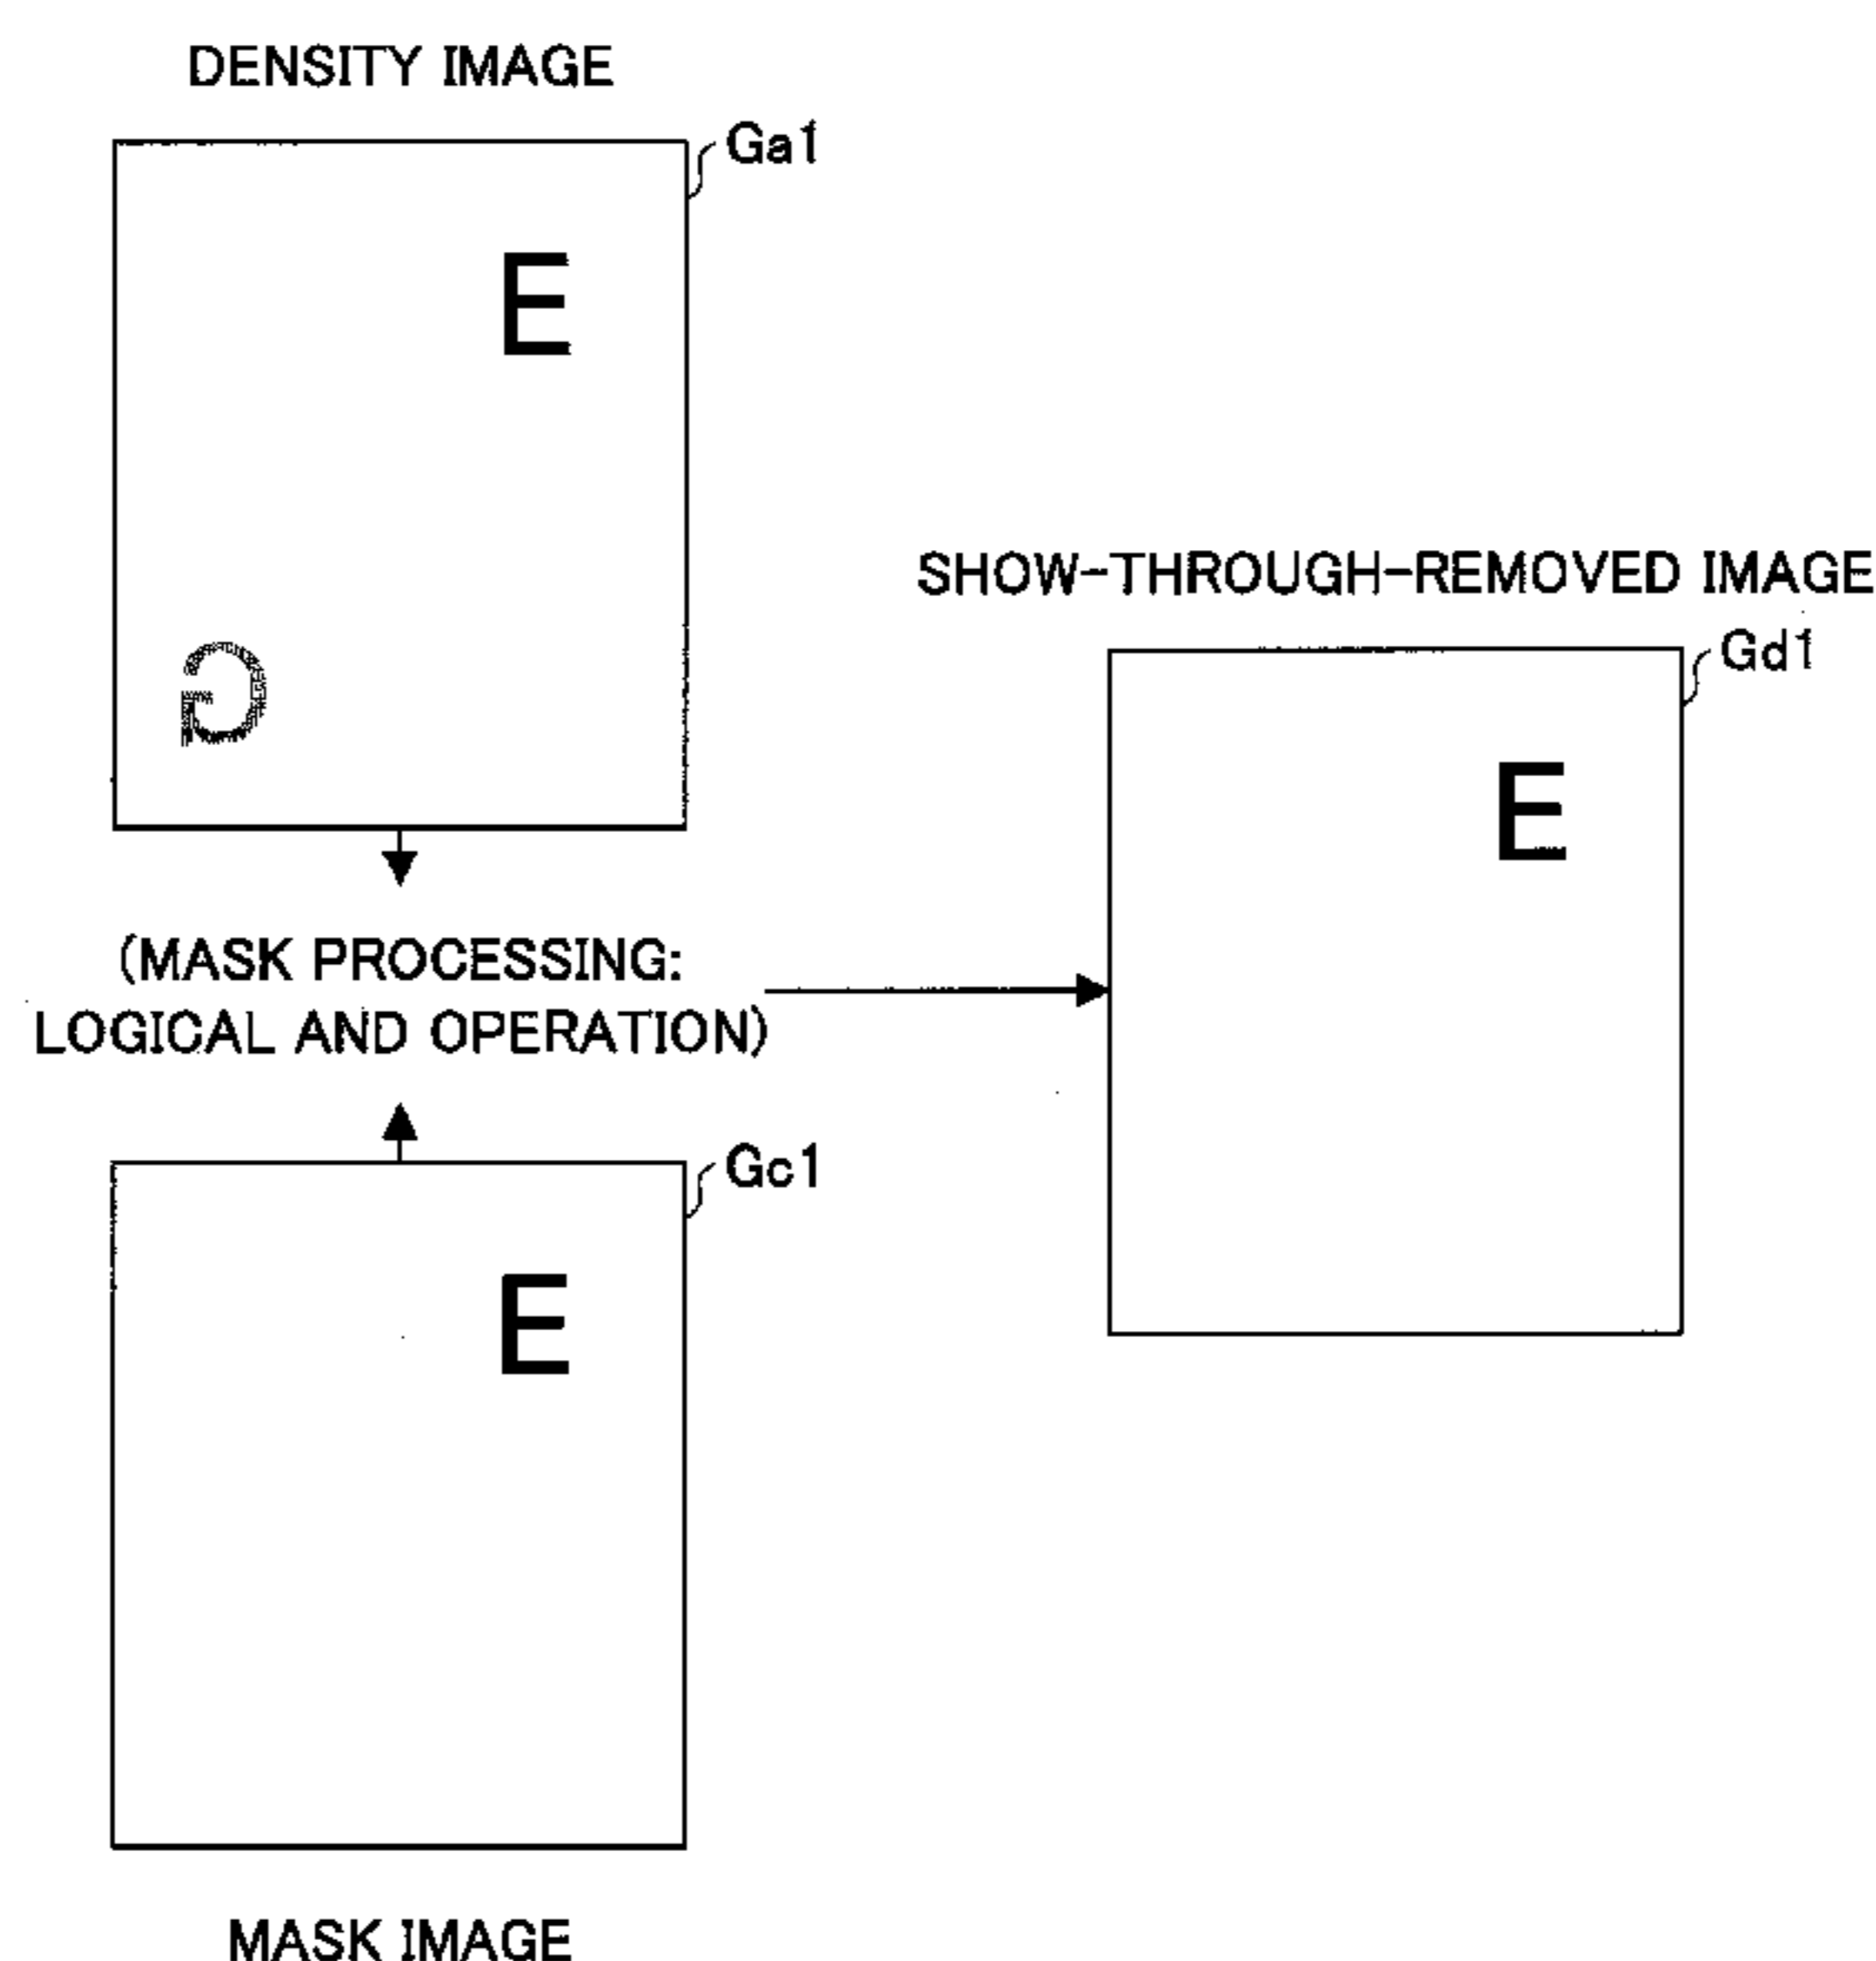 DENSITY IMAGE
Ga1
E
G
SHOW-THROUGH-REMOVED IMAGE
Gd1
E
(MASK PROCESSING:
LOGICAL AND OPERATION)
Gc1
E
MASK IMAGE